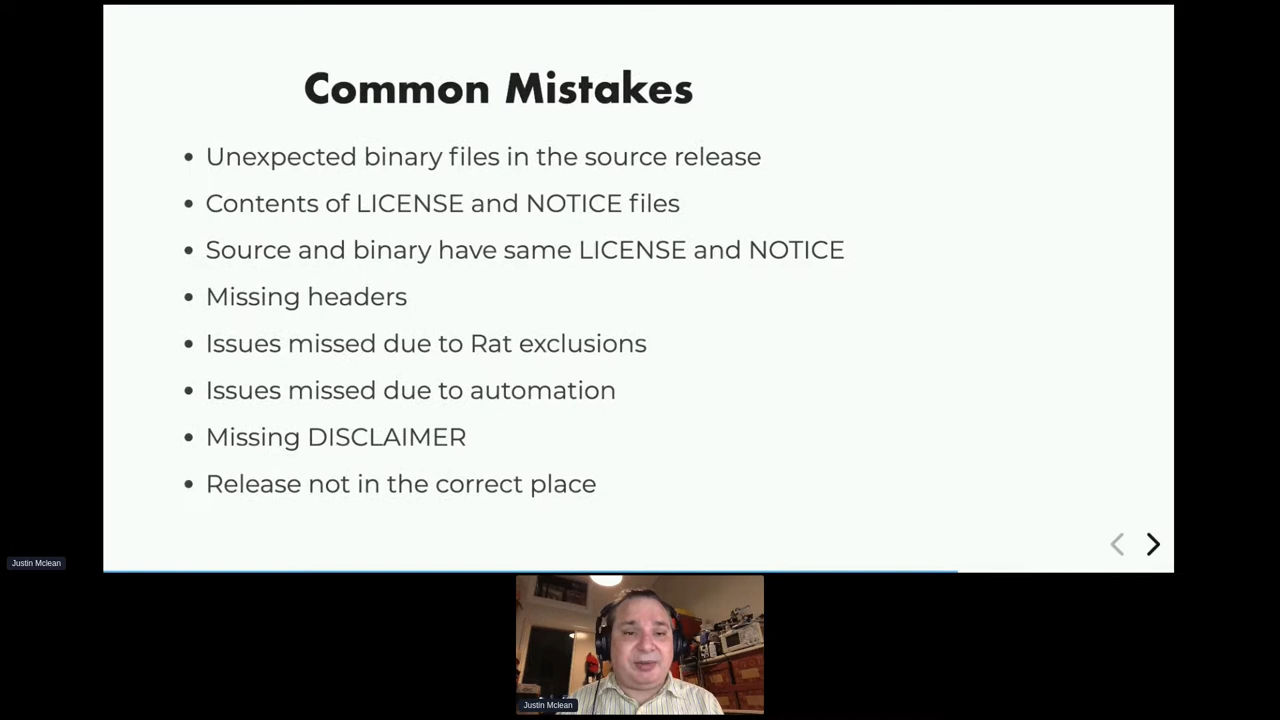 Common Mistakes
Unexpected binary files in the source release
Contents of LICENSE and NOTICE files
Source and binary have same LICENSE and NOTICE
Missing headers
Issues missed due to Rat exclusions
Issues missed due to automation
Missing DISCLAIMER
Release not in the correct place
Justin Mclean
Justin Mclean